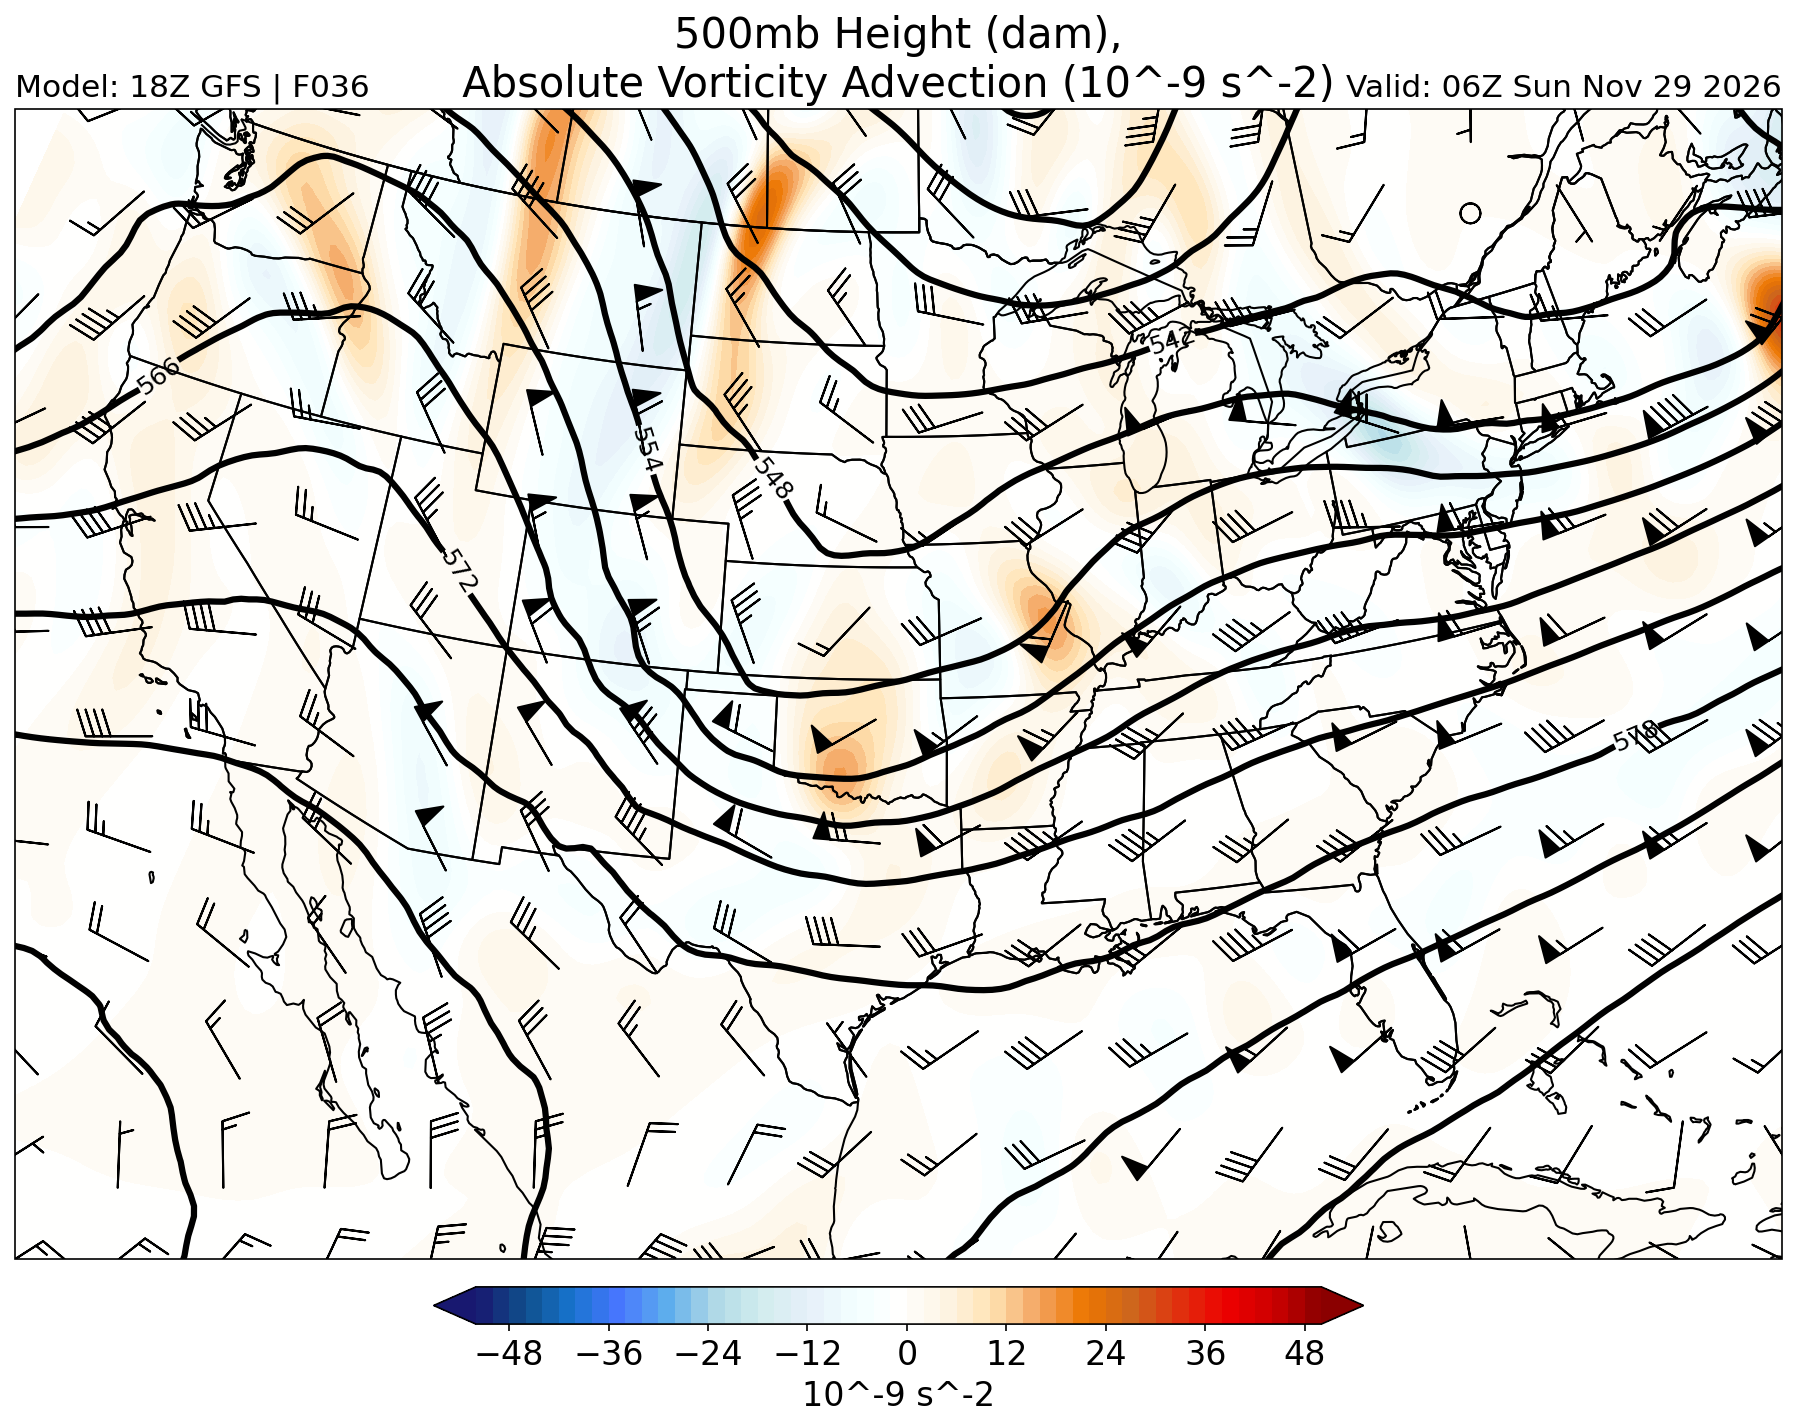 500mb Height (dam),
Model: 18Z GFS | F036
Absolute Vorticity Advection (10^-9 s^-2)
Valid: 06Z Sun Nov 29 2026
542
566
554
548
572
578
−48 −36 −24 −12 0 12 24 36 48
10^-9 s^-2